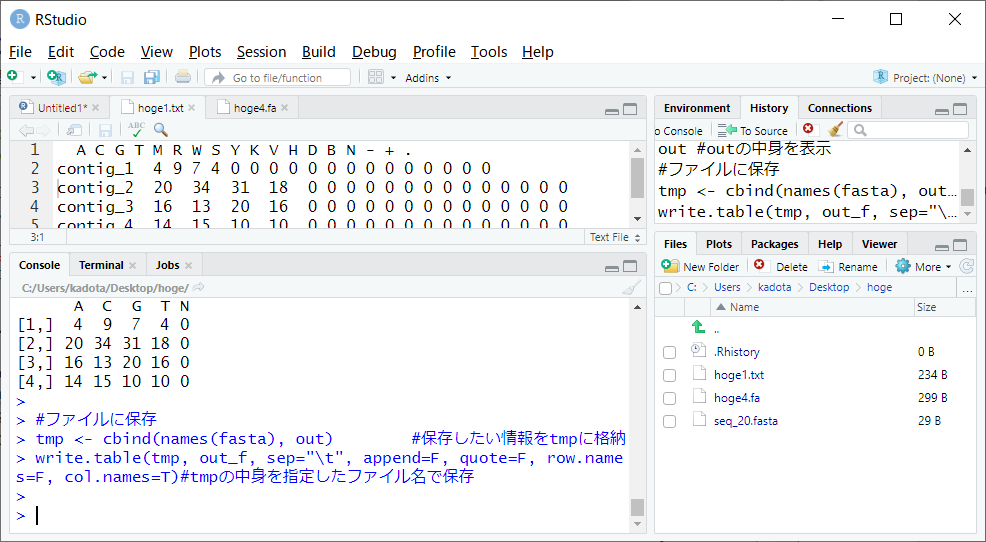 RStudio
File Edit Code View Plots Session Build Debug Profile Tools Help
Go to file/function Addins Project: (None)
Untitled1* hoge1.txt hoge4.fa
ABC
1 A C G T M R W S Y K V H D B N - + .
2 contig_1 4 9 7 4 0 0 0 0 0 0 0 0 0 0 0 0 0 0
3 contig_2 20 34 31 18 0 0 0 0 0 0 0 0 0 0 0 0 0 0
4 contig_3 16 13 20 16 0 0 0 0 0 0 0 0 0 0 0 0 0 0
5 contig_4 14 15 10 10 0 0 0 0 0 0 0 0 0 0 0 0 0 0
3:1 Text File
Console Terminal Jobs
C:/Users/kadota/Desktop/hoge/
A C G T N
[1,] 4 9 7 4 0
[2,] 20 34 31 18 0
[3,] 16 13 20 16 0
[4,] 14 15 10 10 0
>
> #ファイルに保存
> tmp <- cbind(names(fasta), out) #保存したい情報をtmpに格納
> write.table(tmp, out_f, sep="\t", append=F, quote=F, row.name
s=F, col.names=T)#tmpの中身を指定したファイル名で保存
>
>
Environment History Connections
o Console To Source
out #outの中身を表示
#ファイルに保存
tmp <- cbind(names(fasta), out…
write.table(tmp, out_f, sep="\…
Files Plots Packages Help Viewer
New Folder Delete Rename More
C: Users kadota Desktop hoge ...
Name Size
..
.Rhistory 0 B
hoge1.txt 234 B
hoge4.fa 299 B
seq_20.fasta 29 B